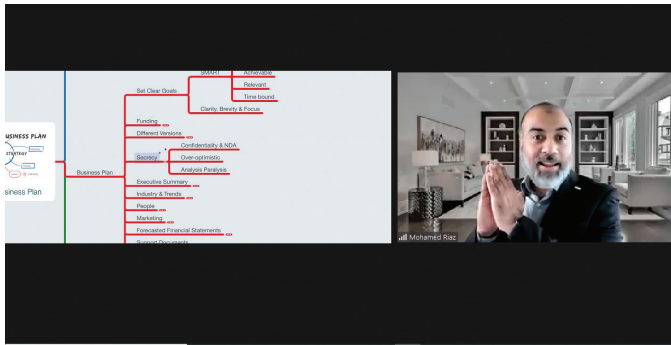 SMART
Achievable
Relevant
Time bound
Set Clear Goals
Clarity, Brevity & Focus
Funding
Different Versions
Confidentiality & NDA
Secrecy
Over-optimistic
Analysis Paralysis
Business Plan
Executive Summary
Industry & Trends
People
Marketing
Forecasted Financial Statements
Support Documents
USINESS PLAN
STRATEGY
siness Plan
Mohamed Riaz